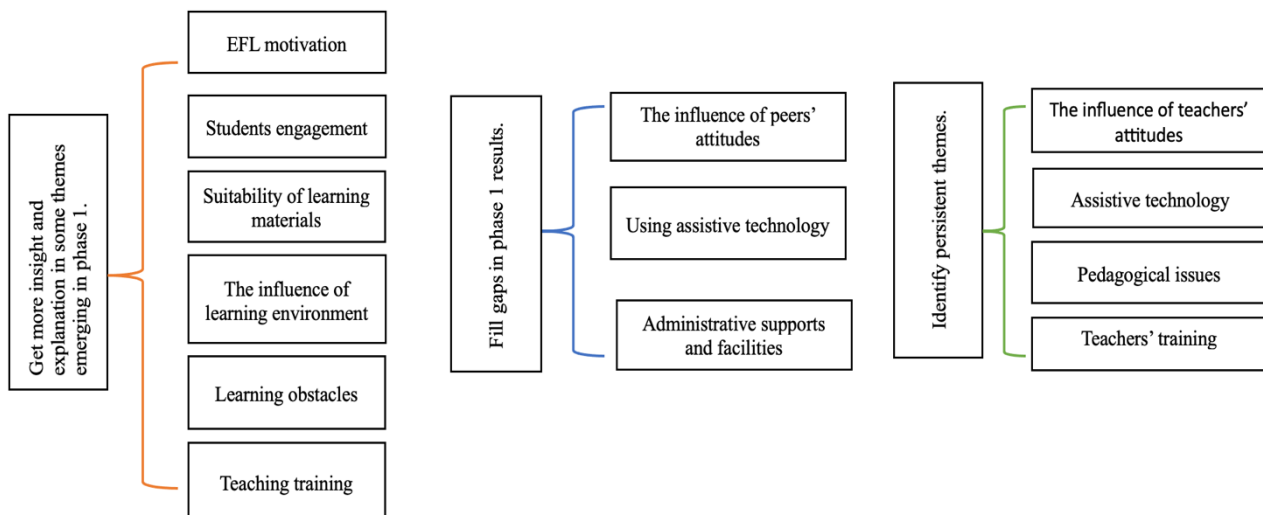 Get more insight and
explanation in some themes
emerging in phase 1.
EFL motivation
Students engagement
Suitability of learning
materials
The influence of
learning environment
Learning obstacles
Teaching training
Fill gaps in phase 1 results.
The influence of peers’
attitudes
Using assistive technology
Administrative supports
and facilities
Identify persistent themes.
The influence of teachers’
attitudes
Assistive technology
Pedagogical issues
Teachers’ training